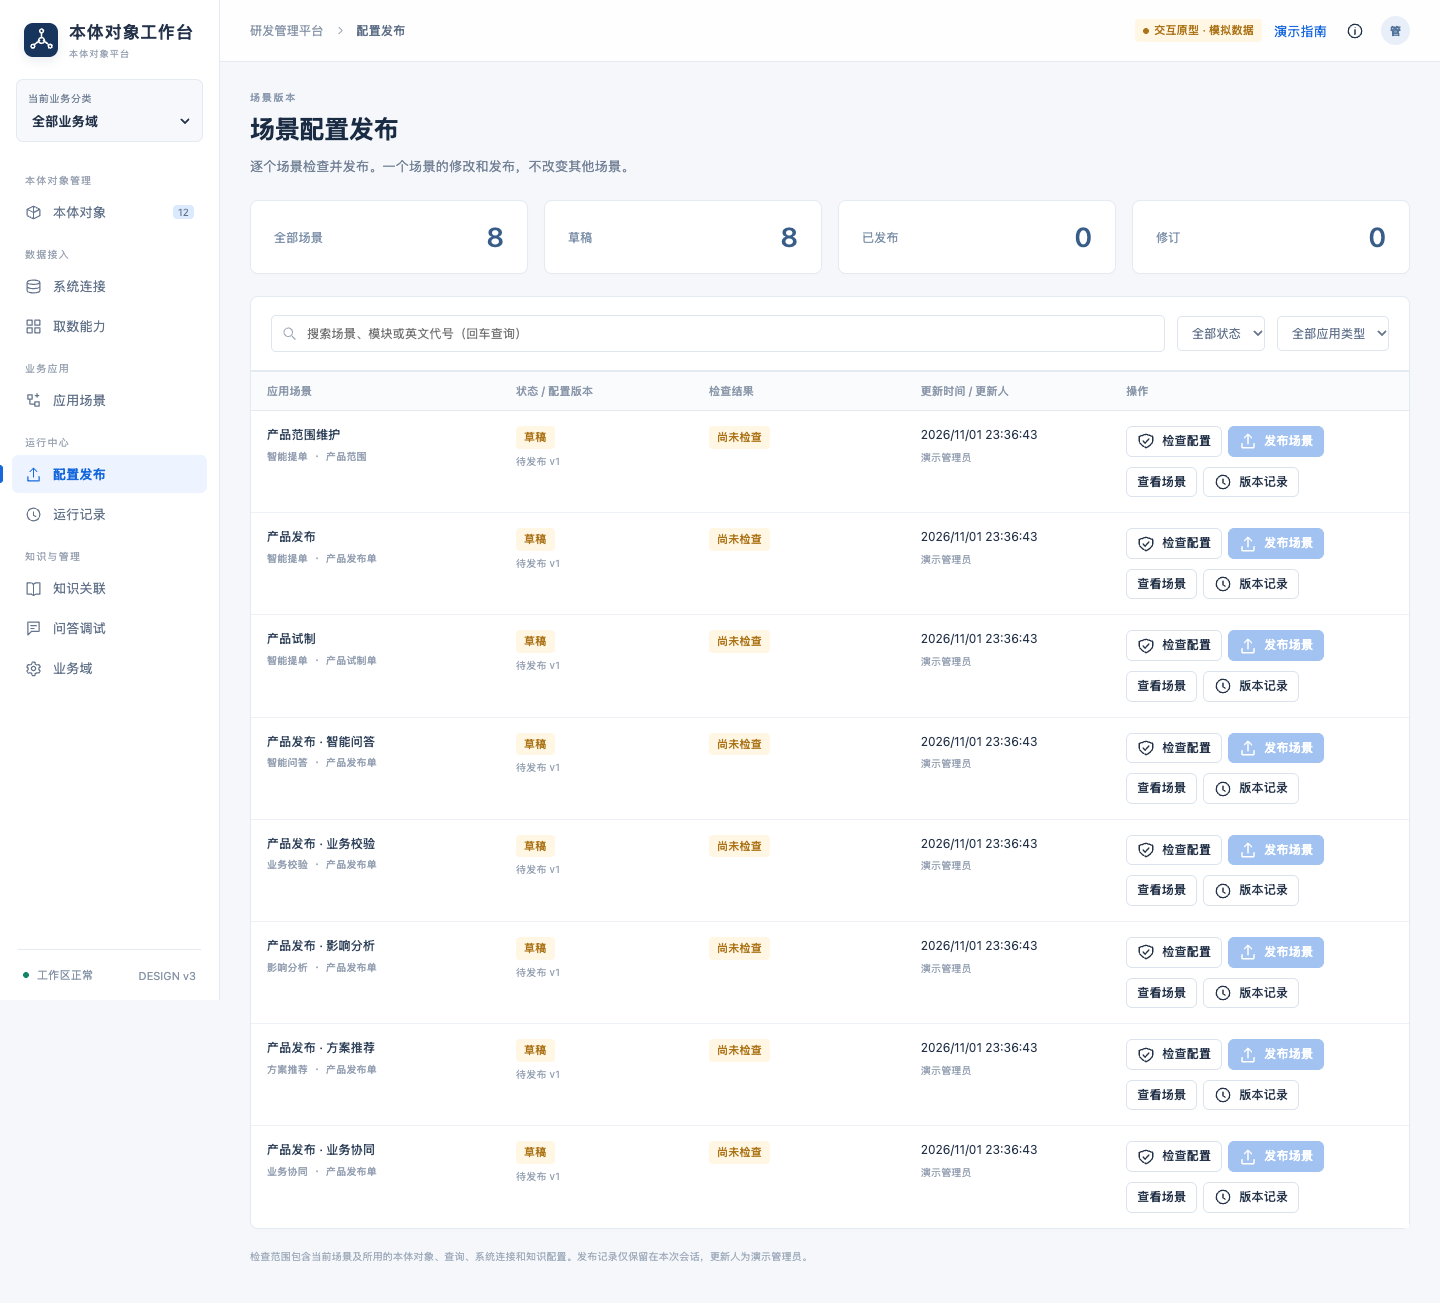 本体对象工作台
本体对象平台
当前业务分类
全部业务域
本体对象管理
本体对象 12
数据接入
系统连接
取数能力
业务应用
应用场景
运行中心
配置发布
运行记录
知识与管理
知识关联
问答调试
业务域
工作区正常 DESIGN v3
研发管理平台 > 配置发布
交互原型 · 模拟数据 演示指南 管
场景版本
场景配置发布
逐个场景检查并发布。一个场景的修改和发布，不改变其他场景。
全部场景 8
草稿 8
已发布 0
修订 0
搜索场景、模块或英文代号（回车查询）
全部状态
全部应用类型
应用场景 状态 / 配置版本 检查结果 更新时间 / 更新人 操作
产品范围维护 草稿 尚未检查 2026/11/01 23:36:43 检查配置 发布场景
智能提单 · 产品范围 待发布 v1 演示管理员
查看场景 版本记录
产品发布 草稿 尚未检查 2026/11/01 23:36:43 检查配置 发布场景
智能提单 · 产品发布单 待发布 v1 演示管理员
查看场景 版本记录
产品试制 草稿 尚未检查 2026/11/01 23:36:43 检查配置 发布场景
智能提单 · 产品试制单 待发布 v1 演示管理员
查看场景 版本记录
产品发布 · 智能问答 草稿 尚未检查 2026/11/01 23:36:43 检查配置 发布场景
智能问答 · 产品发布单 待发布 v1 演示管理员
查看场景 版本记录
产品发布 · 业务校验 草稿 尚未检查 2026/11/01 23:36:43 检查配置 发布场景
业务校验 · 产品发布单 待发布 v1 演示管理员
查看场景 版本记录
产品发布 · 影响分析 草稿 尚未检查 2026/11/01 23:36:43 检查配置 发布场景
影响分析 · 产品发布单 待发布 v1 演示管理员
查看场景 版本记录
产品发布 · 方案推荐 草稿 尚未检查 2026/11/01 23:36:43 检查配置 发布场景
方案推荐 · 产品发布单 待发布 v1 演示管理员
查看场景 版本记录
产品发布 · 业务协同 草稿 尚未检查 2026/11/01 23:36:43 检查配置 发布场景
业务协同 · 产品发布单 待发布 v1 演示管理员
查看场景 版本记录
检查范围包含当前场景及所用的本体对象、查询、系统连接和知识配置。发布记录仅保留在本次会话，更新人为演示管理员。